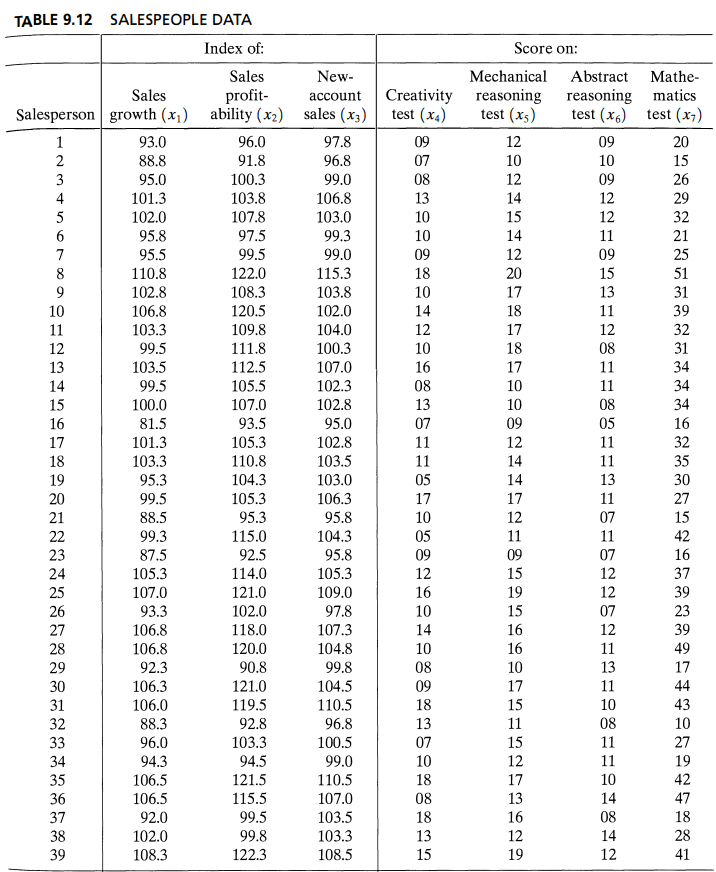 TABLE 9.12 SALESPEOPLE DATA
Index of: Score on:
Sales New- Mechanical Abstract Mathe-
Sales profit- account Creativity reasoning reasoning matics
Salesperson growth (x₁) ability (x₂) sales (x₃) test (x₄) test (x₅) test (x₆) test (x₇)
1 93.0 96.0 97.8 09 12 09 20
2 88.8 91.8 96.8 07 10 10 15
3 95.0 100.3 99.0 08 12 09 26
4 101.3 103.8 106.8 13 14 12 29
5 102.0 107.8 103.0 10 15 12 32
6 95.8 97.5 99.3 10 14 11 21
7 95.5 99.5 99.0 09 12 09 25
8 110.8 122.0 115.3 18 20 15 51
9 102.8 108.3 103.8 10 17 13 31
10 106.8 120.5 102.0 14 18 11 39
11 103.3 109.8 104.0 12 17 12 32
12 99.5 111.8 100.3 10 18 08 31
13 103.5 112.5 107.0 16 17 11 34
14 99.5 105.5 102.3 08 10 11 34
15 100.0 107.0 102.8 13 10 08 34
16 81.5 93.5 95.0 07 09 05 16
17 101.3 105.3 102.8 11 12 11 32
18 103.3 110.8 103.5 11 14 11 35
19 95.3 104.3 103.0 05 14 13 30
20 99.5 105.3 106.3 17 17 11 27
21 88.5 95.3 95.8 10 12 07 15
22 99.3 115.0 104.3 05 11 11 42
23 87.5 92.5 95.8 09 09 07 16
24 105.3 114.0 105.3 12 15 12 37
25 107.0 121.0 109.0 16 19 12 39
26 93.3 102.0 97.8 10 15 07 23
27 106.8 118.0 107.3 14 16 12 39
28 106.8 120.0 104.8 10 16 11 49
29 92.3 90.8 99.8 08 10 13 17
30 106.3 121.0 104.5 09 17 11 44
31 106.0 119.5 110.5 18 15 10 43
32 88.3 92.8 96.8 13 11 08 10
33 96.0 103.3 100.5 07 15 11 27
34 94.3 94.5 99.0 10 12 11 19
35 106.5 121.5 110.5 18 17 10 42
36 106.5 115.5 107.0 08 13 14 47
37 92.0 99.5 103.5 18 16 08 18
38 102.0 99.8 103.3 13 12 14 28
39 108.3 122.3 108.5 15 19 12 41